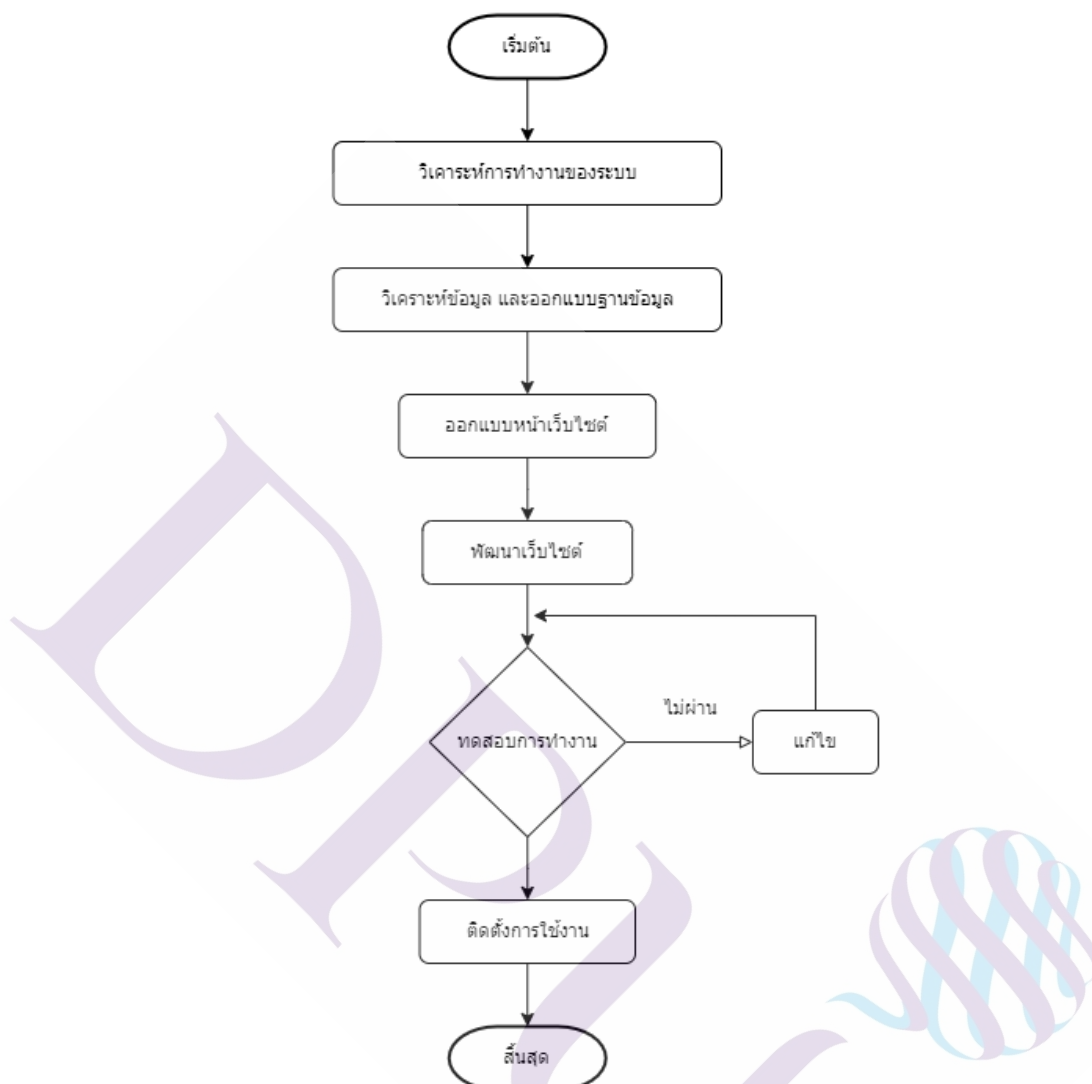 เริ่มต้น
วิเคาระห์การทำงานของระบบ
วิเคราะห์ข้อมูล และออกแบบฐานข้อมูล
ออกแบบหน้าเว็บไซต์
พัฒนาเว็บไซต์
ทดสอบการทำงาน
ไม่ผ่าน
แก้ไข
ติดตั้งการใช้งาน
สิ้นสุด